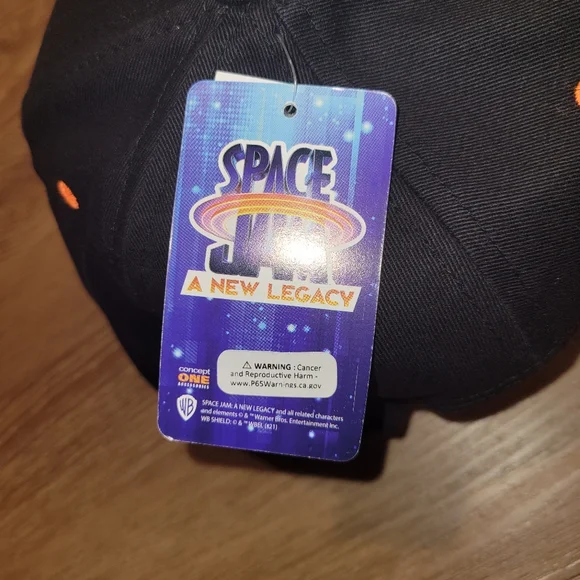 SPACE
JAM
A NEW LEGACY
⚠ WARNING : Cancer
and Reproductive Harm -
www.P65Warnings.ca.gov
concept
ONE
ACCESSORIES
WB
SPACE JAM: A NEW LEGACY and all related characters
and elements © & ™ Warner Bros. Entertainment Inc.
WB SHIELD: © & ™ WBEI. (s21)